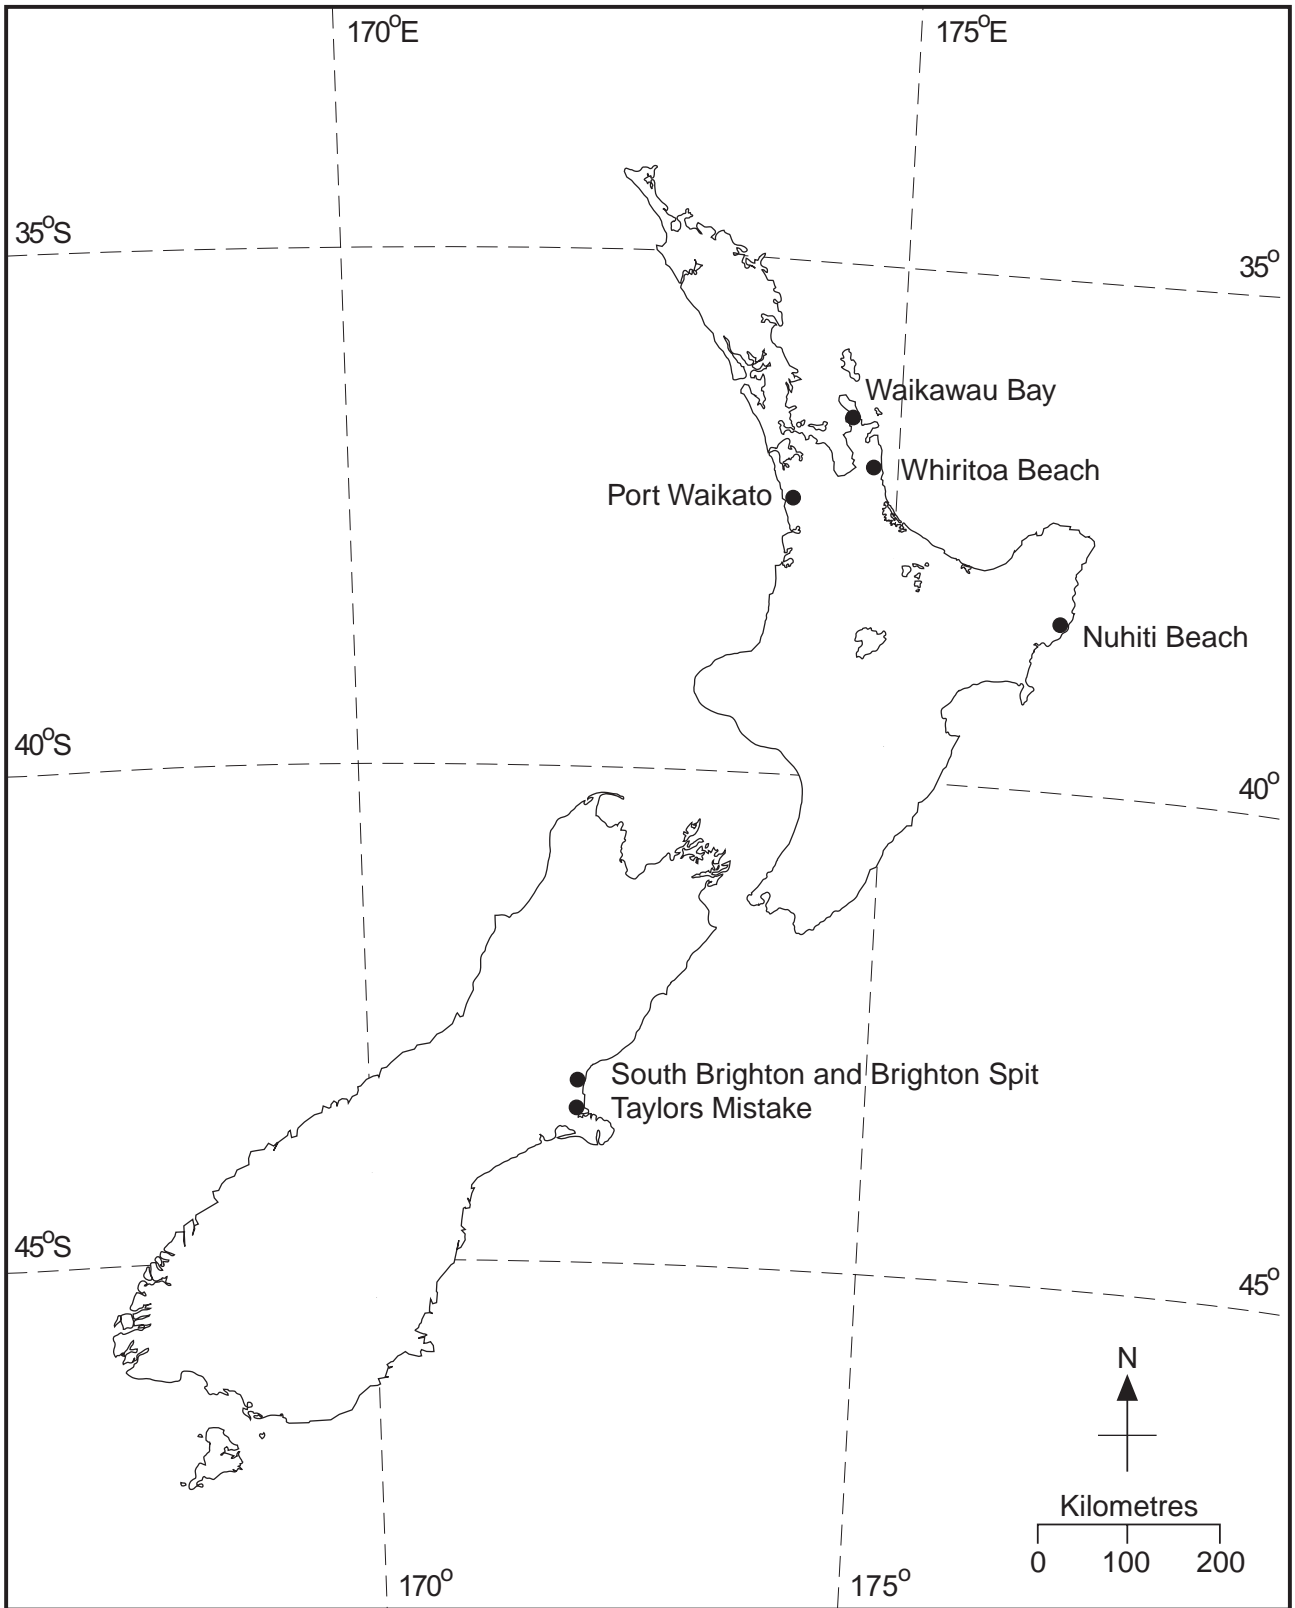 170°E
175°E
35°S
35°
Waikawau Bay
Whiritoa Beach
Port Waikato
Nuhiti Beach
40°S
40°
South Brighton and Brighton Spit
Taylors Mistake
45°S
45°
N
Kilometres
0 100 200
170°
175°